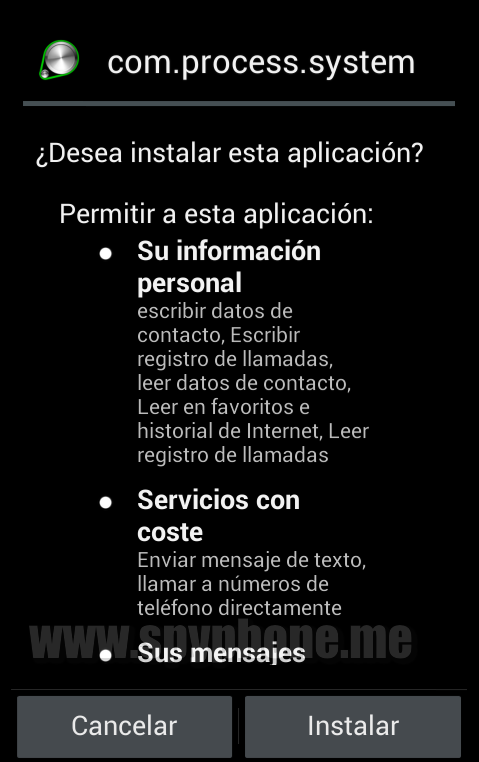 com.process.system
¿Desea instalar esta aplicación?
Permitir a esta aplicación:
Su información
personal
escribir datos de
contacto, Escribir
registro de llamadas,
leer datos de contacto,
Leer en favoritos e
historial de Internet, Leer
registro de llamadas
Servicios con
coste
Enviar mensaje de texto,
llamar a números de
teléfono directamente
www.spyphone.me
Sus mensajes
Cancelar
Instalar